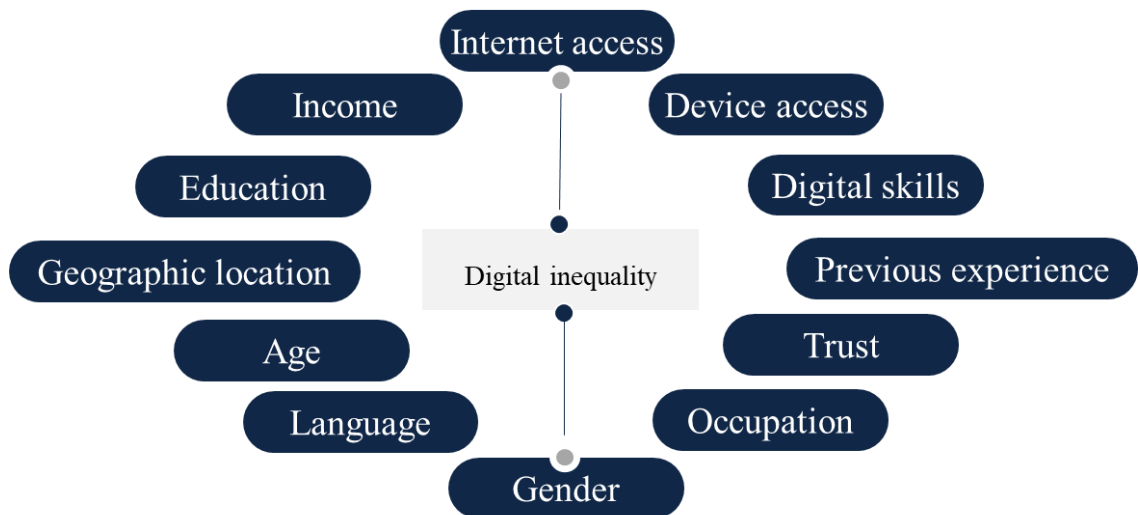 Internet access
Income
Device access
Education
Digital skills
Geographic location
Digital inequality
Previous experience
Age
Trust
Language
Occupation
Gender